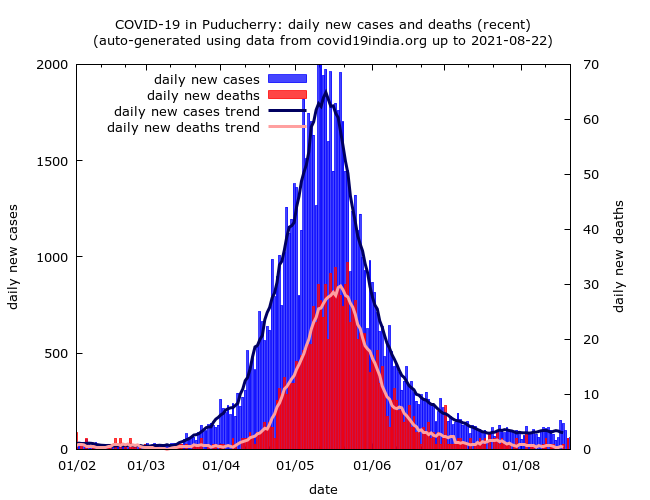 COVID-19 in Puducherry: daily new cases and deaths (recent)
(auto-generated using data from covid19india.org up to 2021-08-22)
daily new cases
daily new deaths
daily new cases trend
daily new deaths trend
2000
1500
1000
500
0
70
60
50
40
30
20
10
0
daily new cases
daily new deaths
01/02 01/03 01/04 01/05 01/06 01/07 01/08
date